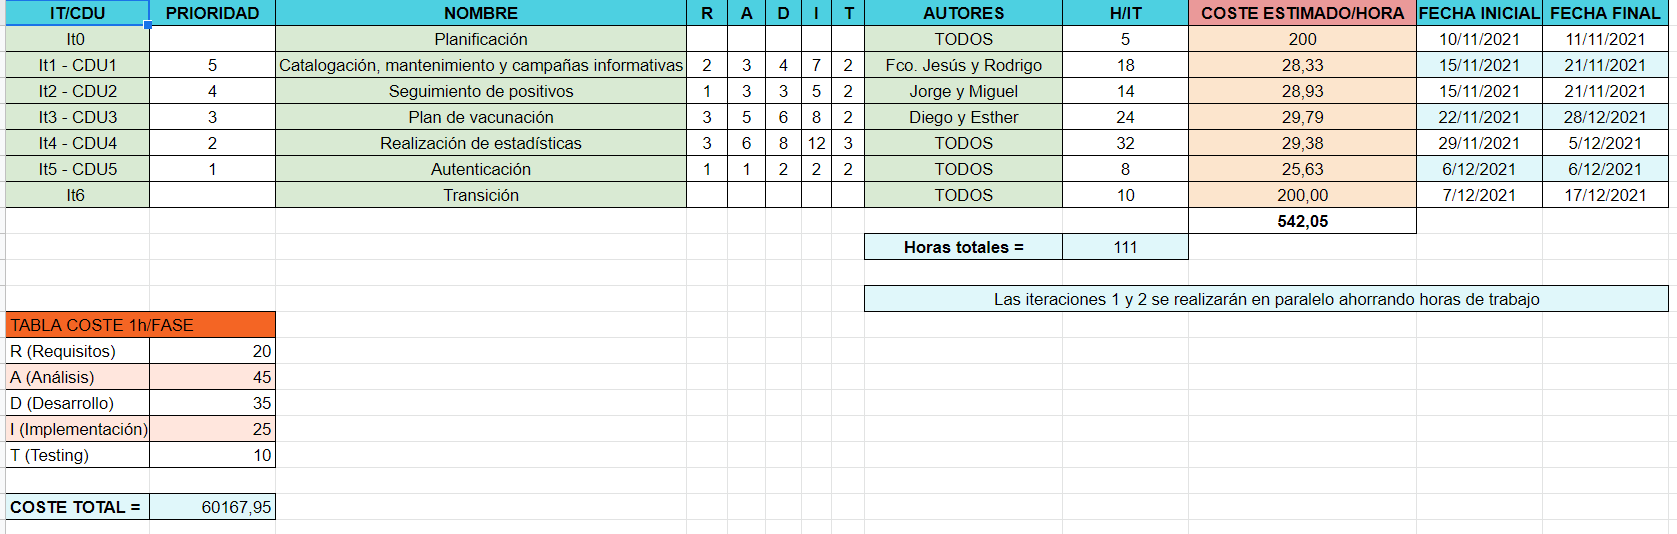 IT/CDU PRIORIDAD NOMBRE R A D I T AUTORES H/IT COSTE ESTIMADO/HORA FECHA INICIAL FECHA FINAL
It0 Planificación TODOS 5 200 10/11/2021 11/11/2021
It1 - CDU1 5 Catalogación, mantenimiento y campañas informativas 2 3 4 7 2 Fco. Jesús y Rodrigo 18 28,33 15/11/2021 21/11/2021
It2 - CDU2 4 Seguimiento de positivos 1 3 3 5 2 Jorge y Miguel 14 28,93 15/11/2021 21/11/2021
It3 - CDU3 3 Plan de vacunación 3 5 6 8 2 Diego y Esther 24 29,79 22/11/2021 28/12/2021
It4 - CDU4 2 Realización de estadísticas 3 6 8 12 3 TODOS 32 29,38 29/11/2021 5/12/2021
It5 - CDU5 1 Autenticación 1 1 2 2 2 TODOS 8 25,63 6/12/2021 6/12/2021
It6 Transición TODOS 10 200,00 7/12/2021 17/12/2021
542,05
Horas totales = 111
Las iteraciones 1 y 2 se realizarán en paralelo ahorrando horas de trabajo
TABLA COSTE 1h/FASE
R (Requisitos) 20
A (Análisis) 45
D (Desarrollo) 35
I (Implementación) 25
T (Testing) 10
COSTE TOTAL = 60167,95